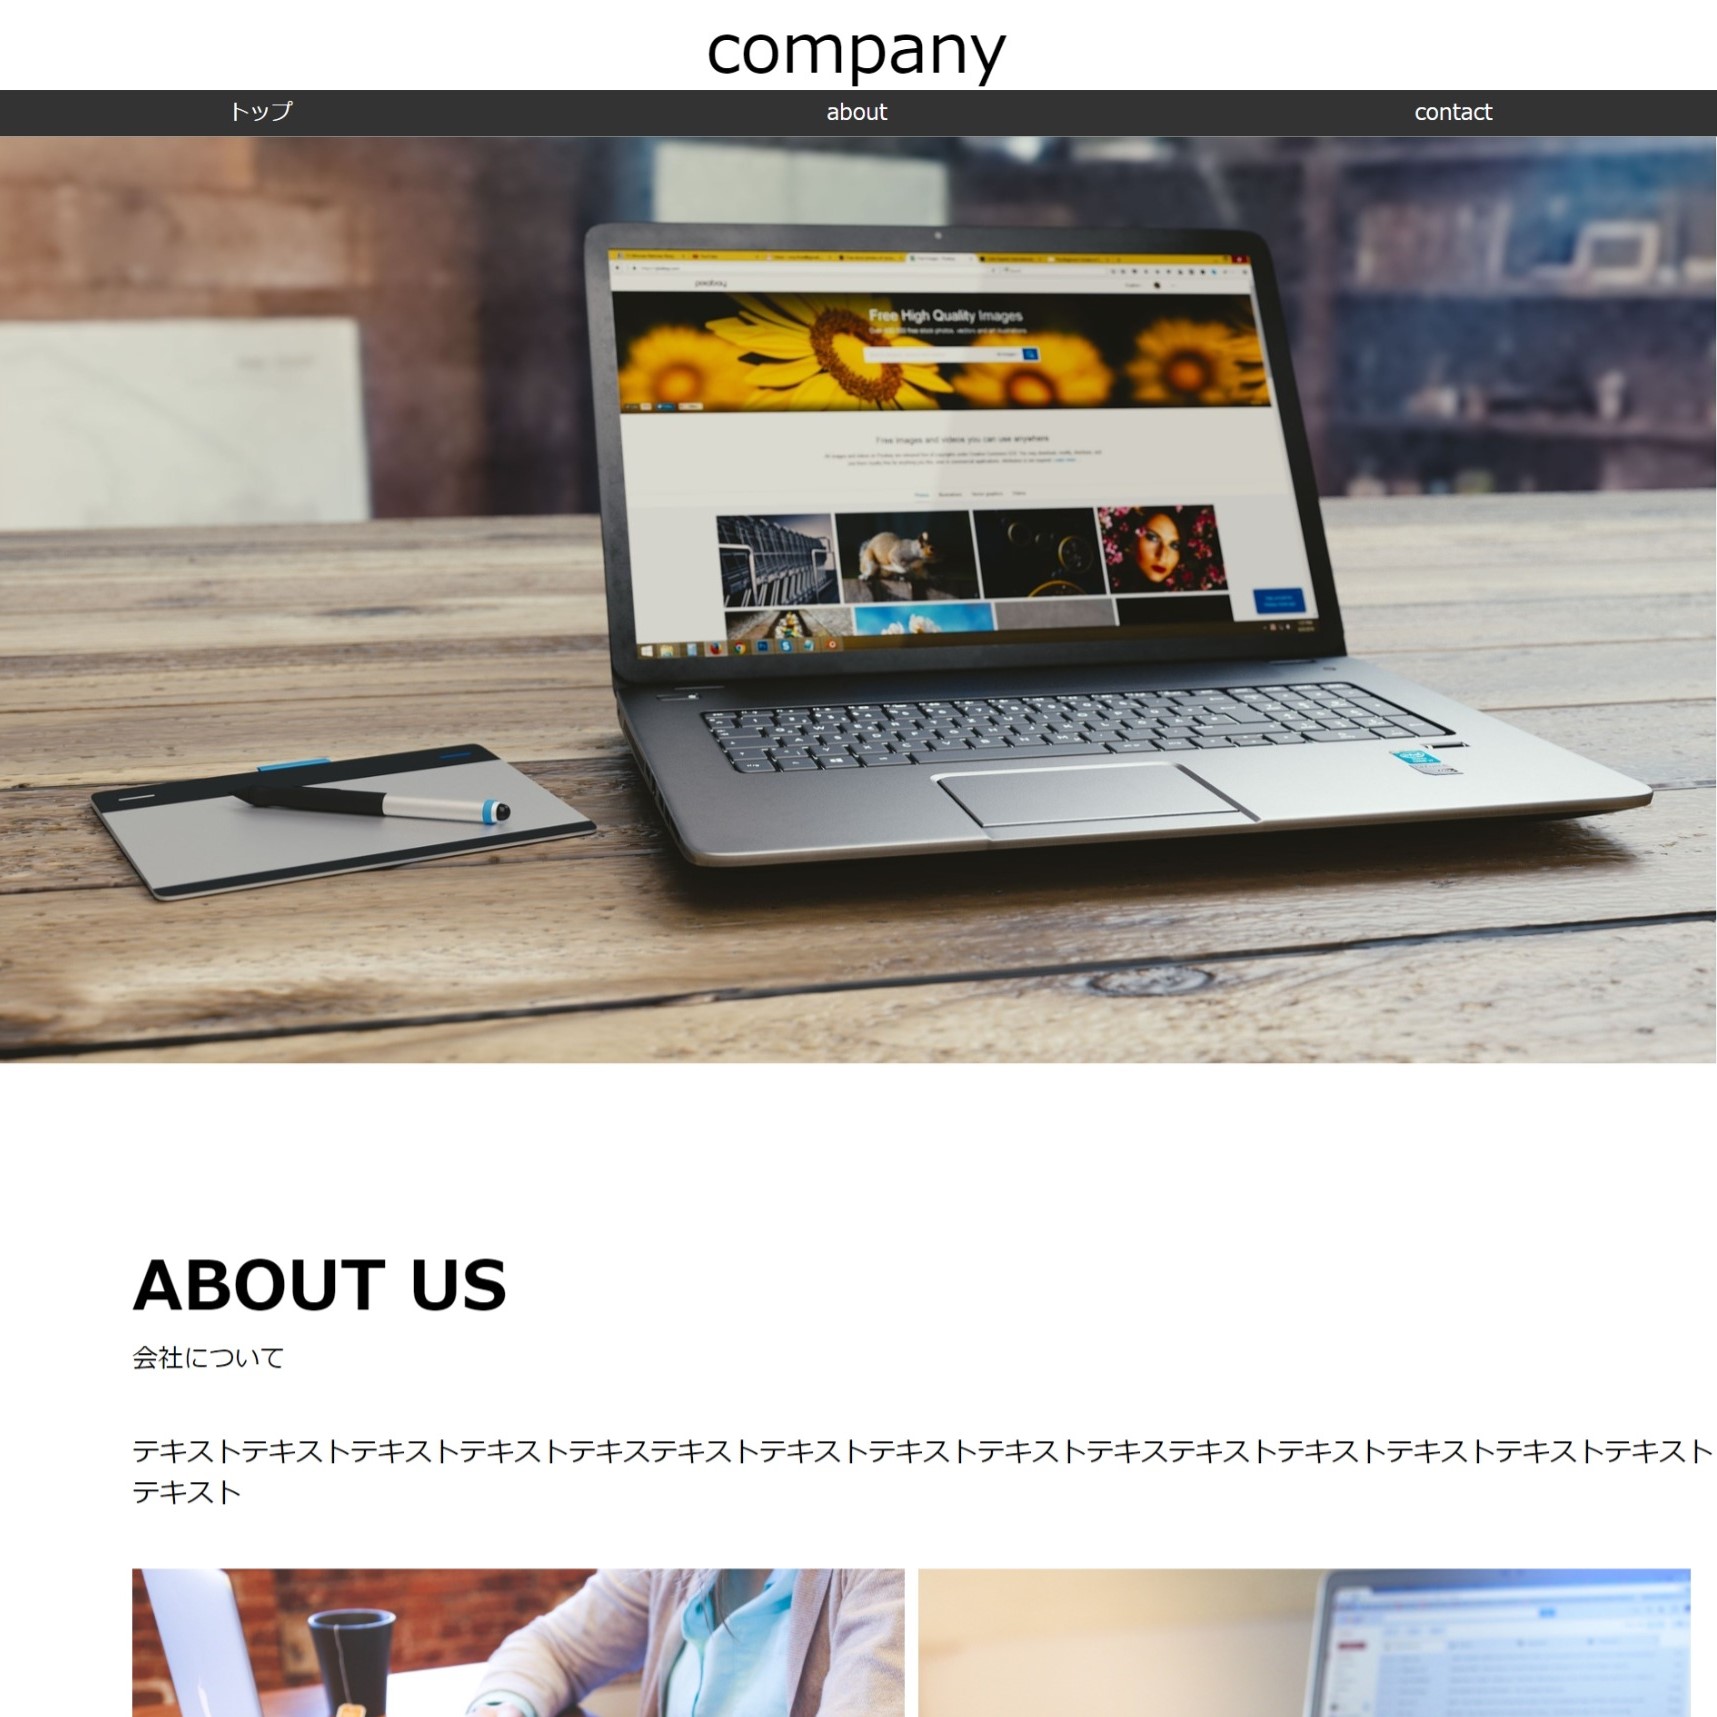 company
トップ
about
contact
pixabay
Free High Quality Images
Free images and videos you can use anywhere
ABOUT US
会社について
テキストテキストテキストテキストテキステキストテキストテキストテキストテキステキストテキストテキストテキストテキスト
テキスト